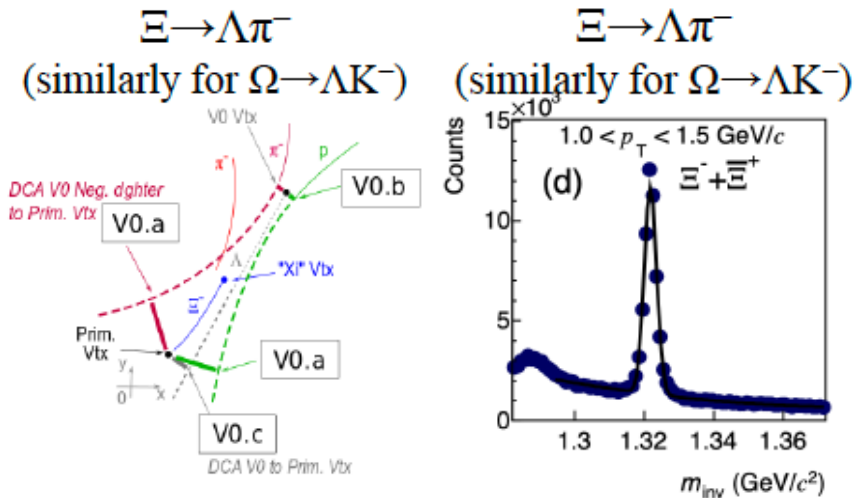 Ξ→Λπ⁻
(similarly for Ω→ΛK⁻)
V0 Vtx
π⁻
p
π⁻
DCA V0 Neg. dghter
to Prim. Vtx
V0.a
V0.b
Λ
"Xi" Vtx
Ξ⁻
Prim.
Vtx
y
0
x
V0.a
V0.c
DCA V0 to Prim. Vtx
Ξ→Λπ⁻
(similarly for Ω→ΛK⁻)
×10³
15
1.0 < p_T < 1.5 GeV/c
(d)
Ξ⁻+Ξ̅⁺
Counts
10
5
0
1.3
1.32
1.34
1.36
m_inv (GeV/c²)